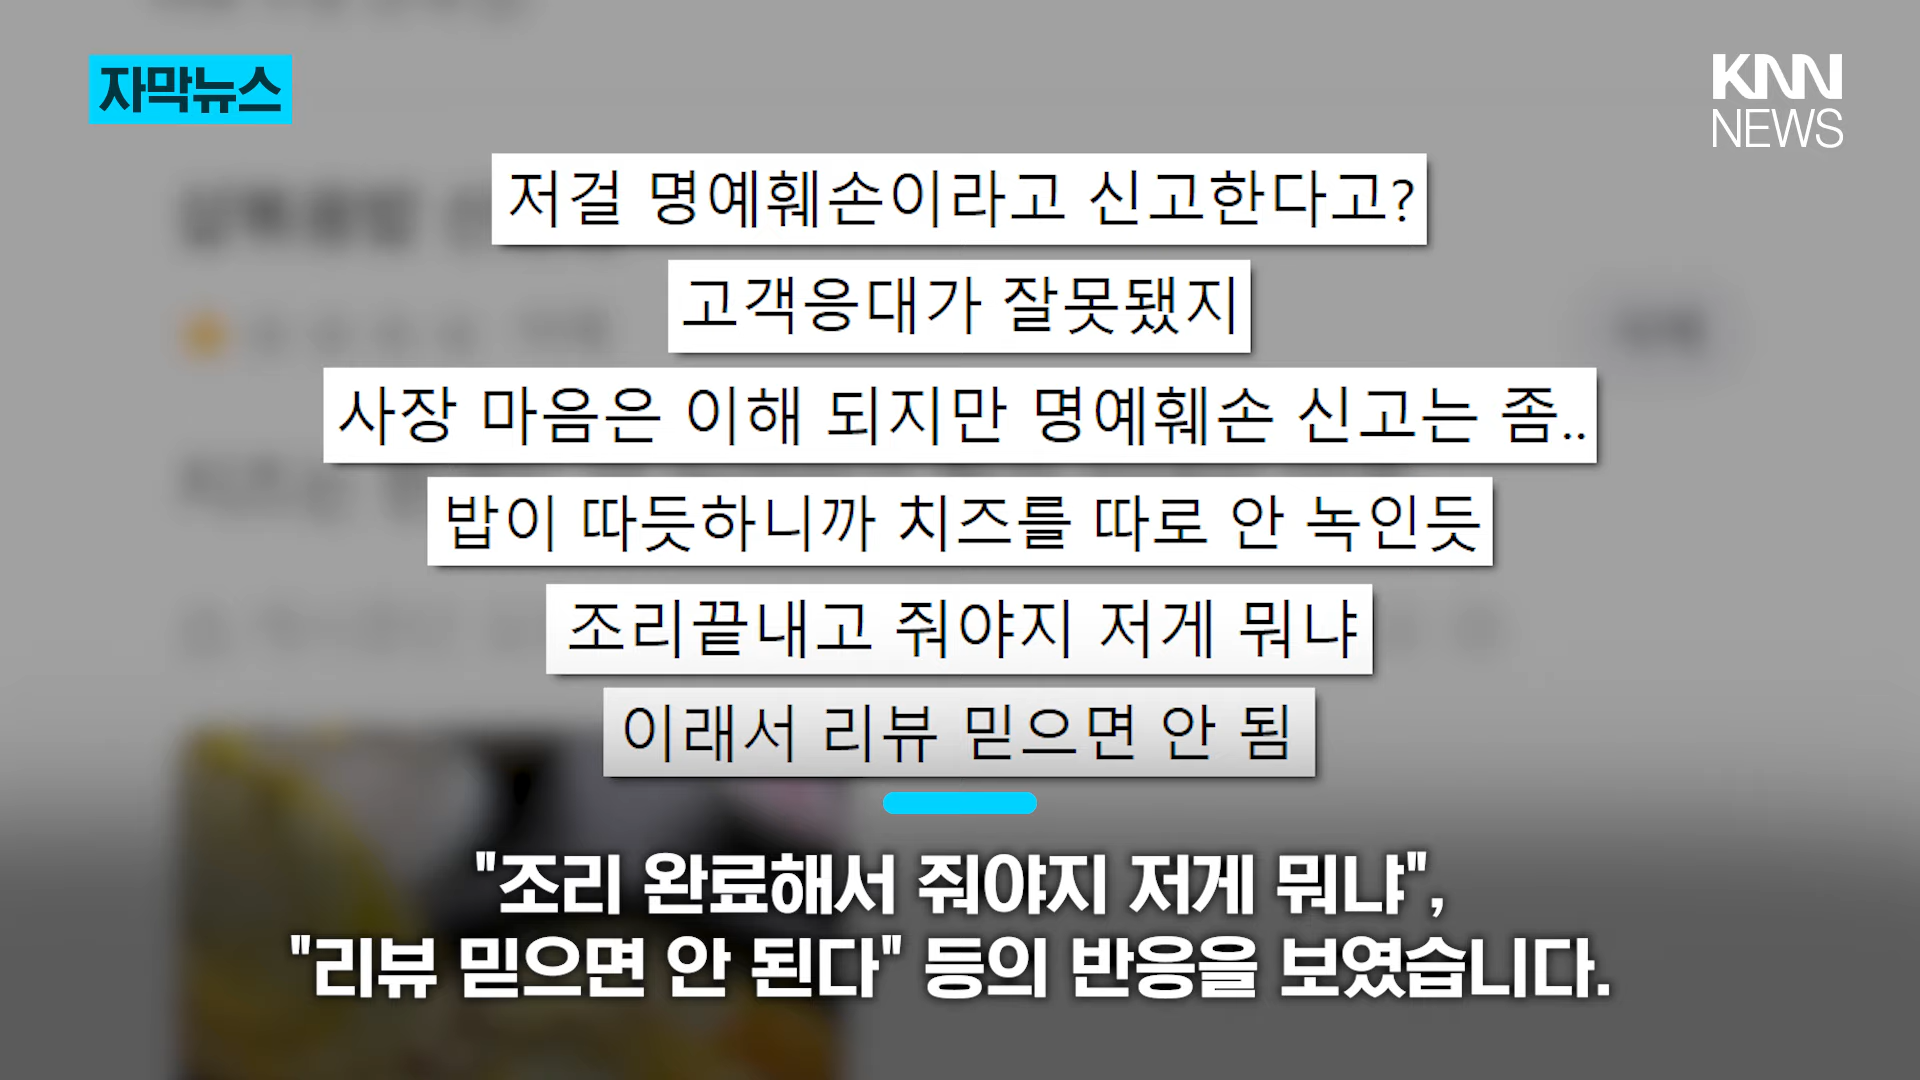 자막뉴스
KNN
NEWS
저걸 명예훼손이라고 신고한다고?
고객응대가 잘못됐지
사장 마음은 이해 되지만 명예훼손 신고는 좀..
밥이 따듯하니까 치즈를 따로 안 녹인듯
조리끝내고 줘야지 저게 뭐냐
이래서 리뷰 믿으면 안 됨
"조리 완료해서 줘야지 저게 뭐냐",
"리뷰 믿으면 안 된다" 등의 반응을 보였습니다.